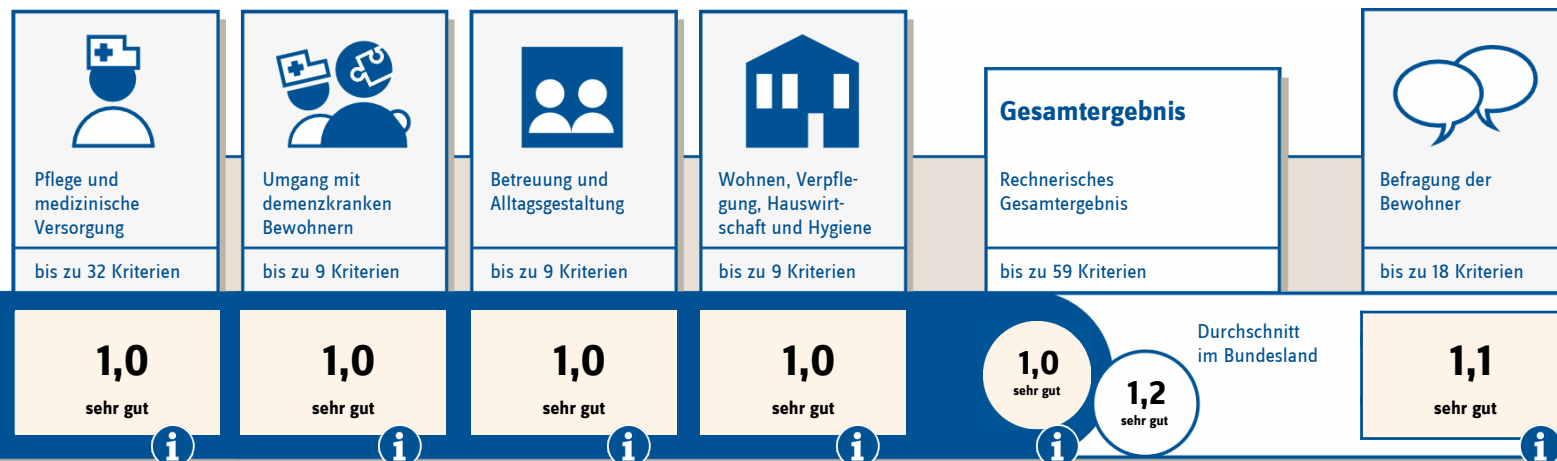 Pflege und
medizinische
Versorgung
bis zu 32 Kriterien
1,0
sehr gut
i
Umgang mit
demenzkranken
Bewohnern
bis zu 9 Kriterien
1,0
sehr gut
i
Betreuung und
Alltagsgestaltung
bis zu 9 Kriterien
1,0
sehr gut
i
Wohnen, Verpfle-
gung, Hauswirt-
schaft und Hygiene
bis zu 9 Kriterien
1,0
sehr gut
i
Gesamtergebnis
Rechnerisches
Gesamtergebnis
bis zu 59 Kriterien
1,0
sehr gut
i
Durchschnitt
im Bundesland
1,2
sehr gut
Befragung der
Bewohner
bis zu 18 Kriterien
1,1
sehr gut
i